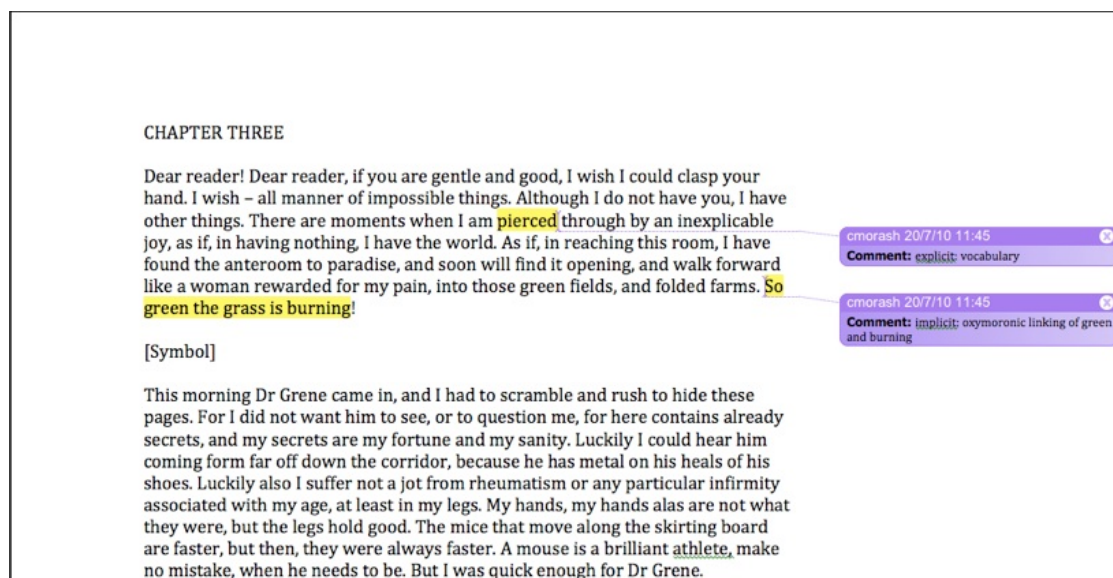 CHAPTER THREE
Dear reader! Dear reader, if you are gentle and good, I wish I could clasp your
hand. I wish – all manner of impossible things. Although I do not have you, I have
other things. There are moments when I am pierced through by an inexplicable
joy, as if, in having nothing, I have the world. As if, in reaching this room, I have
found the anteroom to paradise, and soon will find it opening, and walk forward
like a woman rewarded for my pain, into those green fields, and folded farms. So
green the grass is burning!
[Symbol]
This morning Dr Grene came in, and I had to scramble and rush to hide these
pages. For I did not want him to see, or to question me, for here contains already
secrets, and my secrets are my fortune and my sanity. Luckily I could hear him
coming form far off down the corridor, because he has metal on his heals of his
shoes. Luckily also I suffer not a jot from rheumatism or any particular infirmity
associated with my age, at least in my legs. My hands, my hands alas are not what
they were, but the legs hold good. The mice that move along the skirting board
are faster, but then, they were always faster. A mouse is a brilliant athlete, make
no mistake, when he needs to be. But I was quick enough for Dr Grene.
cmorash 20/7/10 11:45
Comment: explicit: vocabulary
cmorash 20/7/10 11:45
Comment: implicit: oxymoronic linking of green
and burning